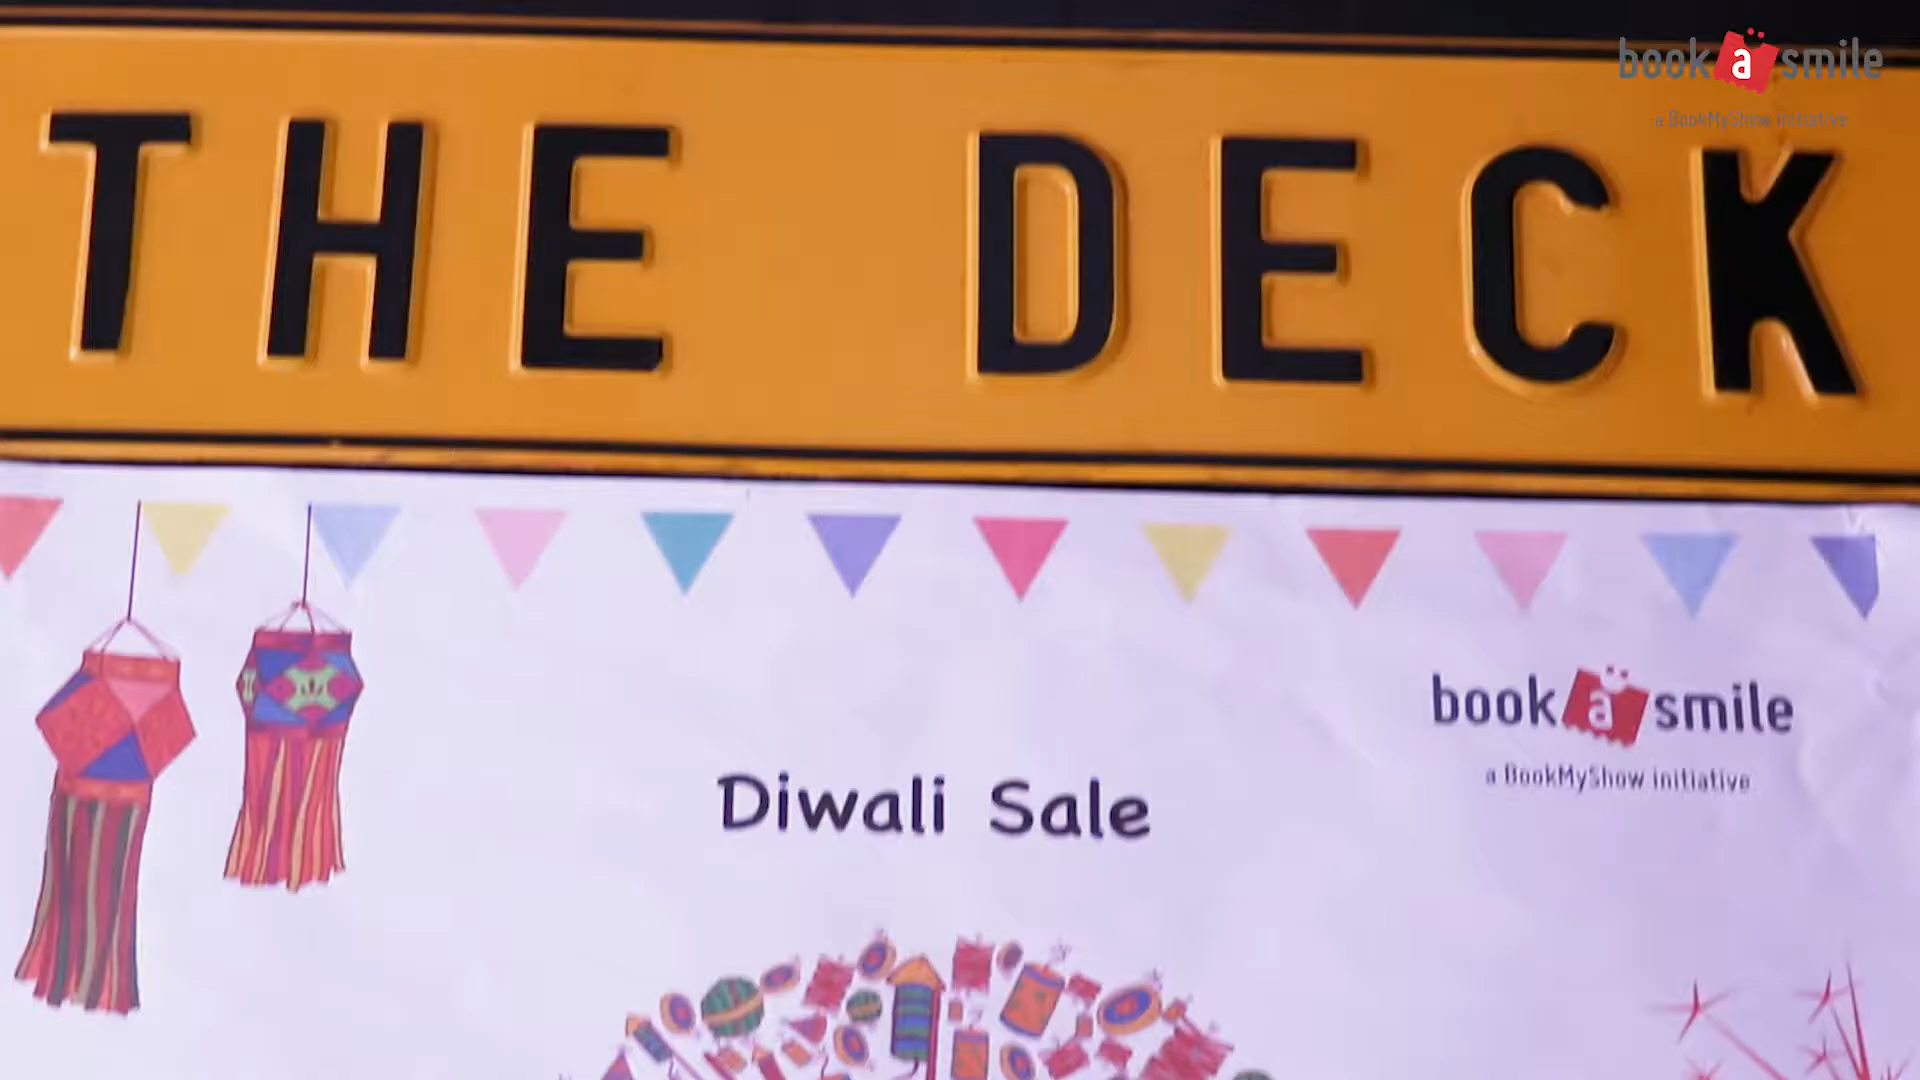 book a smile
a BookMyShow initiative
THE DECK
book a smile
a BookMyShow initiative
Diwali Sale